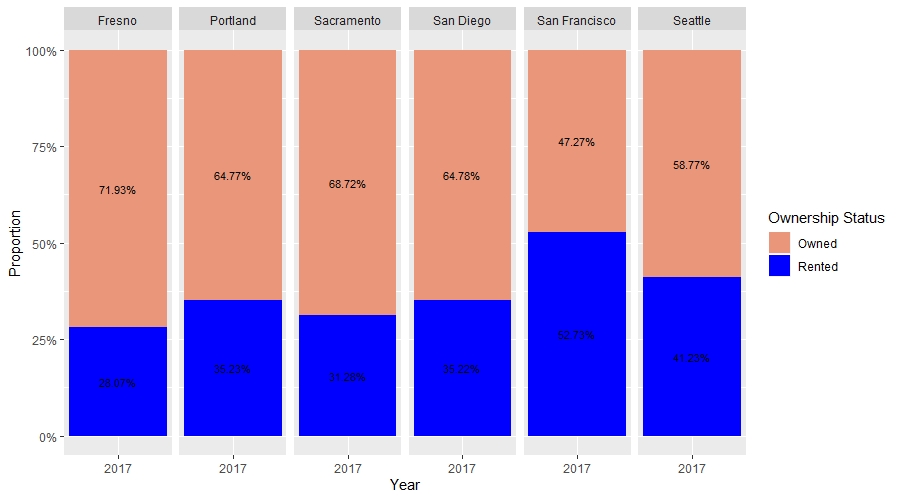 Fresno Portland Sacramento San Diego San Francisco Seattle
100%
75%
50%
25%
0%
Proportion
71.93% 64.77% 68.72% 64.78% 47.27% 58.77%
28.07% 35.23% 31.28% 35.22% 52.73% 41.23%
2017 2017 2017 2017 2017 2017
Year
Ownership Status
Owned
Rented